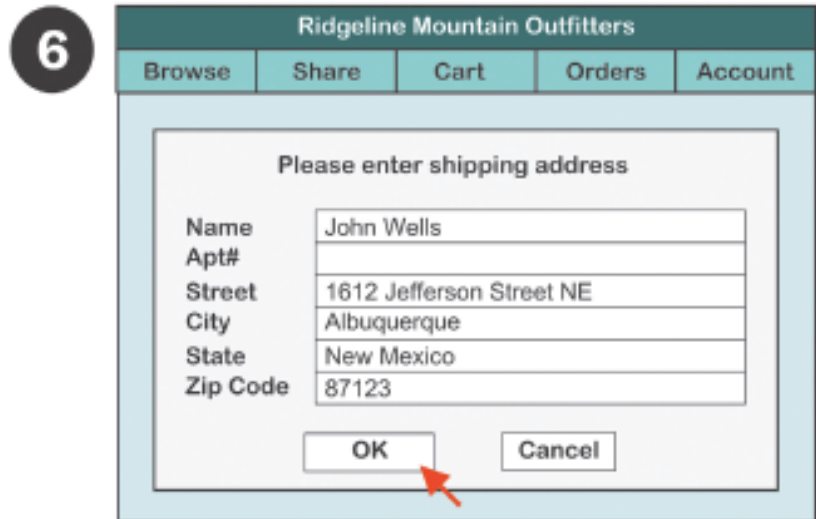 6
Ridgeline Mountain Outfitters
Browse Share Cart Orders Account
Please enter shipping address
Name John Wells
Apt#
Street 1612 Jefferson Street NE
City Albuquerque
State New Mexico
Zip Code 87123
OK Cancel